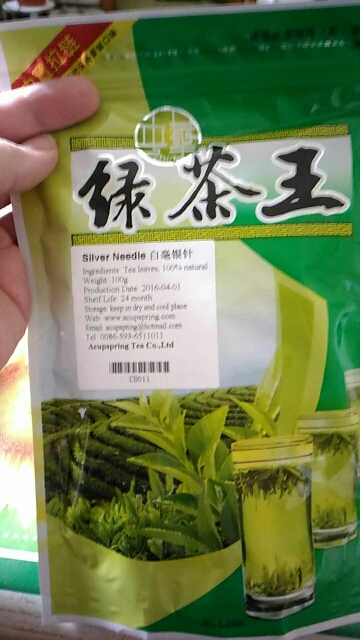 中茶
绿茶王
Silver Needle 白毫银针
Ingredients: Tea leaves, 100% natural
Weight: 100g
Production Date: 2016-04-01
Shelf Life: 24 month
Storage: keep in dry and cool place
Web: www.acupspring.com
Email: acupspring@hotmail.com
Tel: 0086-593-6511011
Acupspring Tea Co.,Ltd
CB011